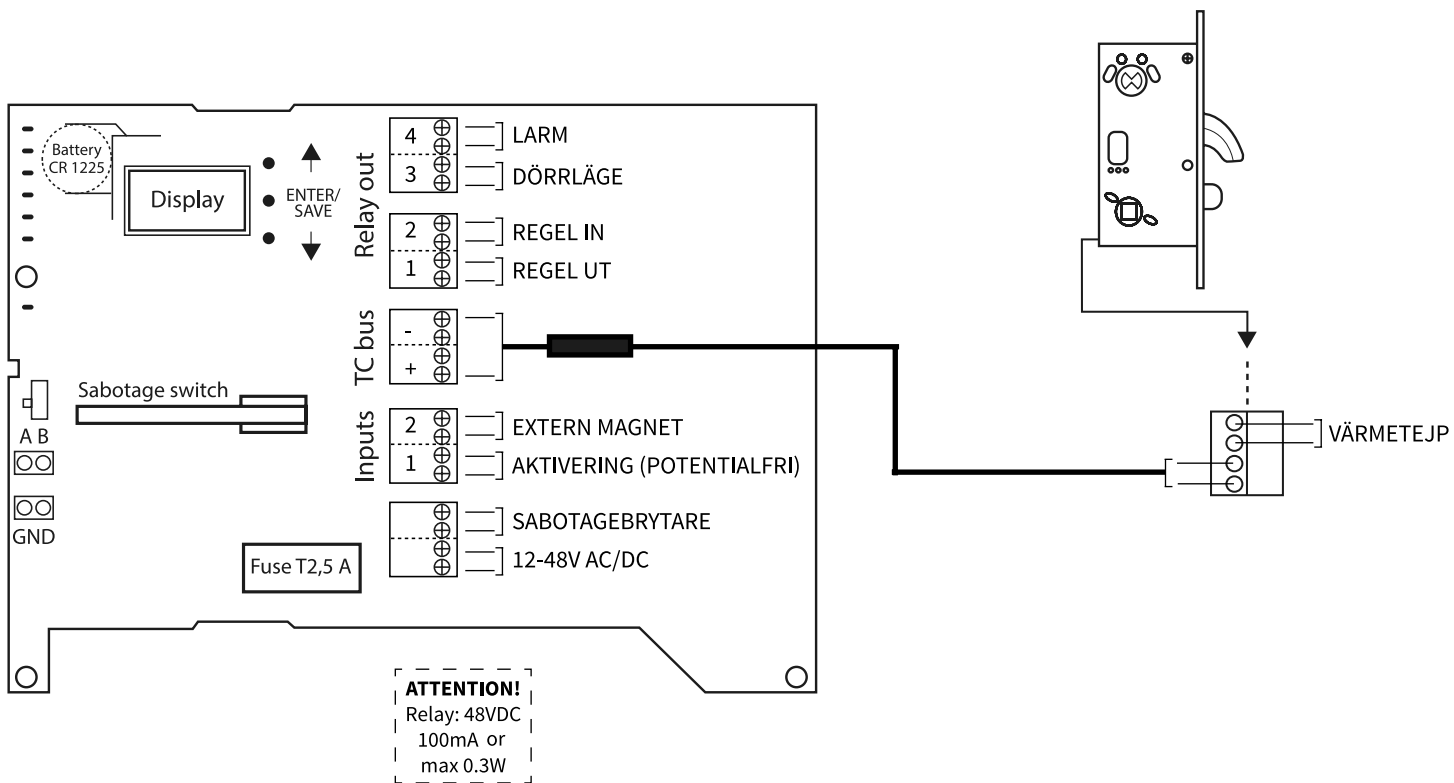 Battery
CR 1225
Display
ENTER/
SAVE
Relay out
4
LARM
3
DÖRRLÄGE
2
REGEL IN
1
REGEL UT
TC bus
-
+
Sabotage switch
A B
GND
Inputs
2
EXTERN MAGNET
1
AKTIVERING (POTENTIALFRI)
SABOTAGEBRYTARE
12-48V AC/DC
Fuse T2,5 A
VÄRMETEJP
ATTENTION!
Relay: 48VDC
100mA or
max 0.3W